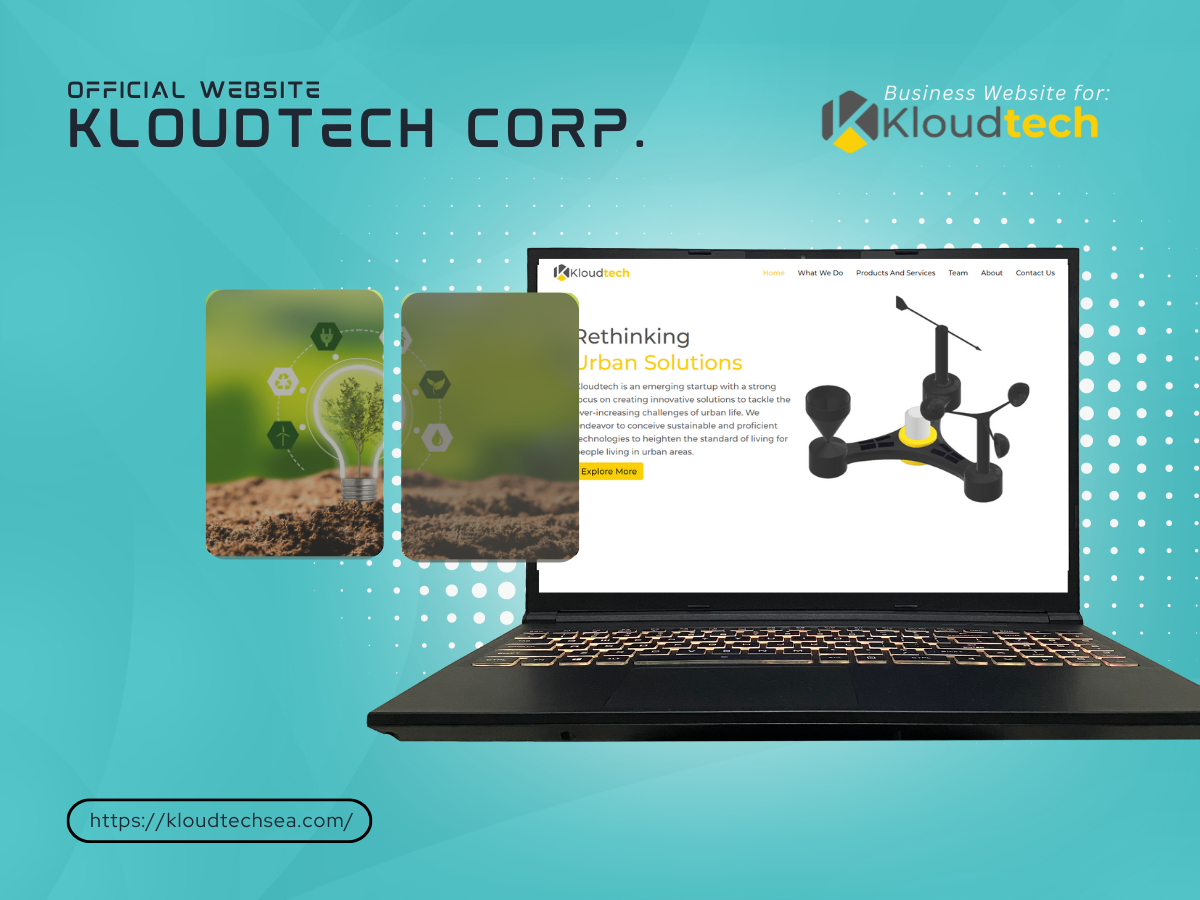 OFFICIAL WEBSITE
KLOUDTECH CORP.
Business Website for:
Kloudtech
Kloudtech
Home What We Do Products And Services Team About Contact Us
Rethinking
Urban Solutions
Kloudtech is an emerging startup with a strong
focus on creating innovative solutions to tackle the
ever-increasing challenges of urban life. We
endeavor to conceive sustainable and proficient
technologies to heighten the standard of living for
people living in urban areas.
Explore More
https://kloudtechsea.com/